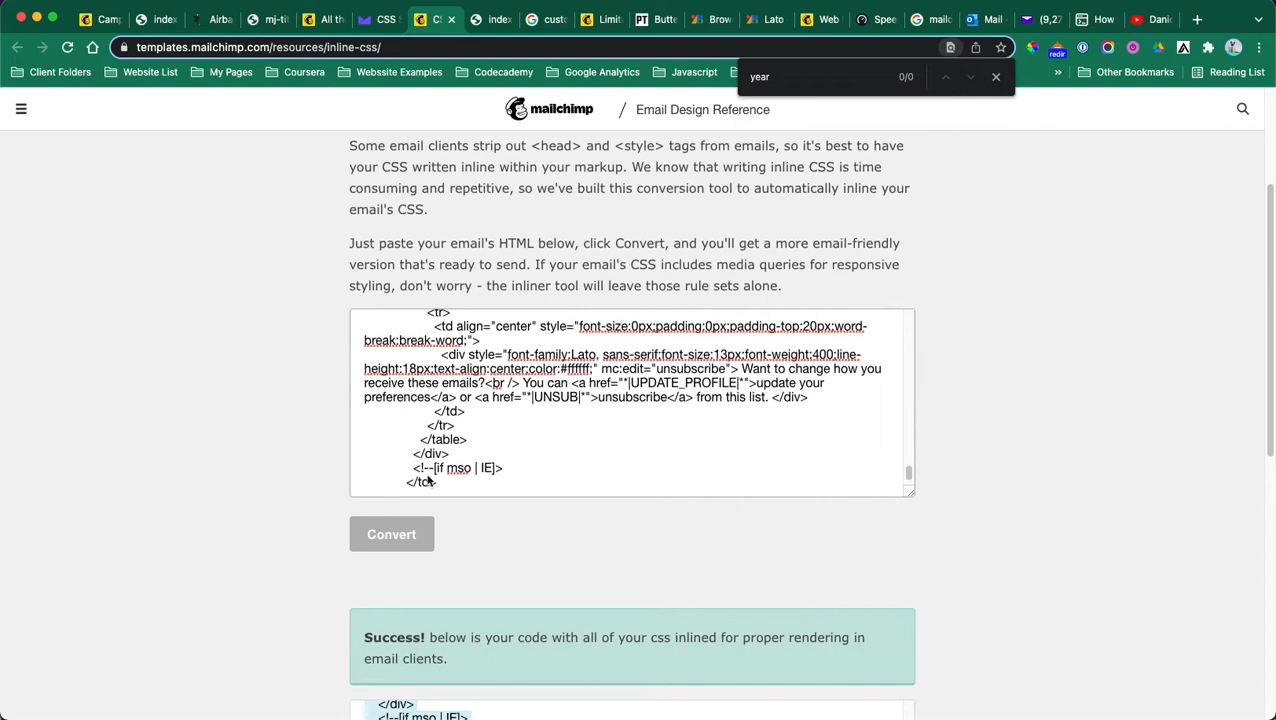 Camp
index
Airba
mj-tit
All th
CSS
CS
index
custo
Limit
PT Butte
Brow
Lato
Web
Spee
mailc
Mail
(9,27
How
Danic
templates.mailchimp.com/resources/inline-css/
redir
Client Folders
Website List
My Pages
Coursera
Webssite Examples
Codecademy
Google Analytics
Javascript
»
Other Bookmarks
Reading List
year 0/0
mailchimp / Email Design Reference
Some email clients strip out <head> and <style> tags from emails, so it's best to have
your CSS written inline within your markup. We know that writing inline CSS is time
consuming and repetitive, so we've built this conversion tool to automatically inline your
email's CSS.
Just paste your email's HTML below, click Convert, and you'll get a more email-friendly
version that's ready to send. If your email's CSS includes media queries for responsive
styling, don't worry - the inliner tool will leave those rule sets alone.
<tr>
<td align="center" style="font-size:0px;padding:0px;padding-top:20px;word-
break:break-word;">
<div style="font-family:Lato, sans-serif;font-size:13px;font-weight:400;line-
height:18px;text-align:center;color:#ffffff;" mc:edit="unsubscribe"> Want to change how you
receive these emails?<br /> You can <a href="*|UPDATE_PROFILE|*">update your
preferences</a> or <a href="*|UNSUB|*">unsubscribe</a> from this list. </div>
</td>
</tr>
</table>
</div>
<!--[if mso | IE]>
</td>
Convert
Success! below is your code with all of your css inlined for proper rendering in
email clients.
</div>
<!--[if mso | IE]>